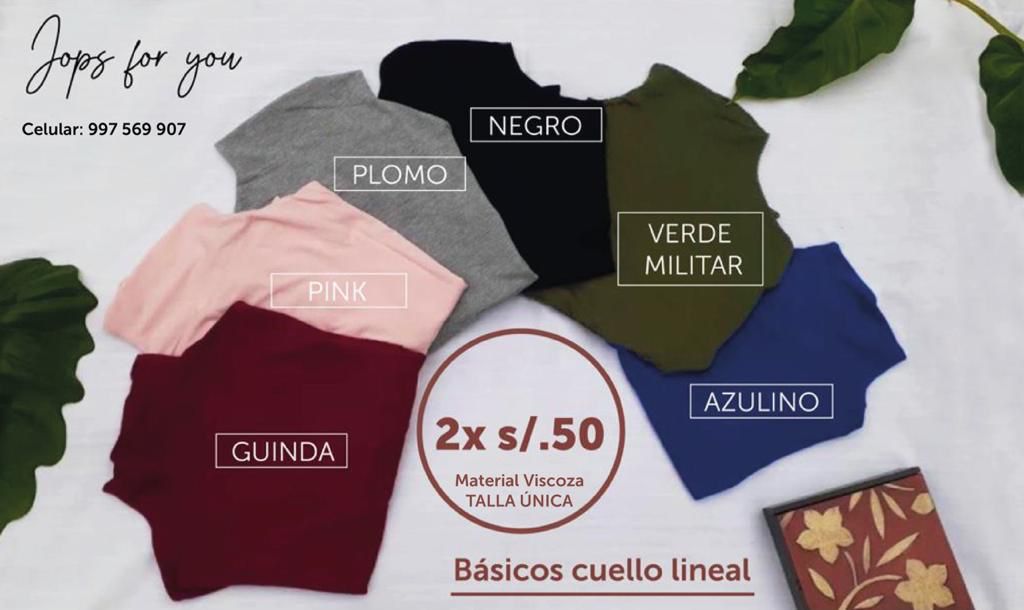 Jops for you
Celular: 997 569 907
NEGRO
PLOMO
VERDE
MILITAR
PINK
AZULINO
GUINDA
2x s/.50
Material Viscoza
TALLA ÚNICA
Básicos cuello lineal